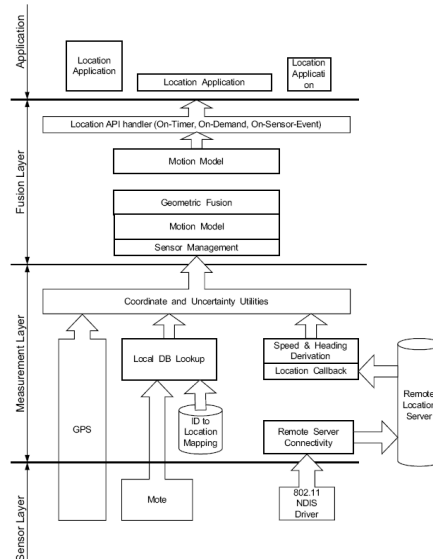 Application
Location
Application
Location Application
Location
Applicati
on
Fusion Layer
Location API handler (On-Timer, On-Demand, On-Sensor-Event)
Motion Model
Geometric Fusion
Motion Model
Sensor Management
Measurement Layer
Coordinate and Uncertainty Utilities
Local DB Lookup
Speed & Heading
Derivation
Location Callback
GPS
ID to
Location
Mapping
Remote Server
Connectivity
Remote
Location
Server
Sensor Layer
Mote
802.11
NDIS
Driver